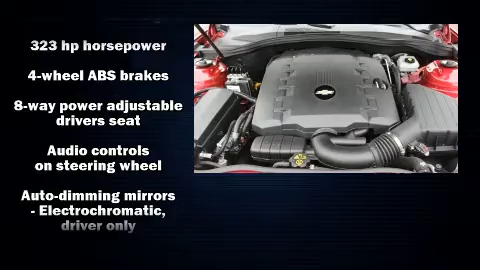 323 hp horsepower
4-wheel ABS brakes
8-way power adjustable
drivers seat
Audio controls
on steering wheel
Auto-dimming mirrors
- Electrochromatic,
driver only